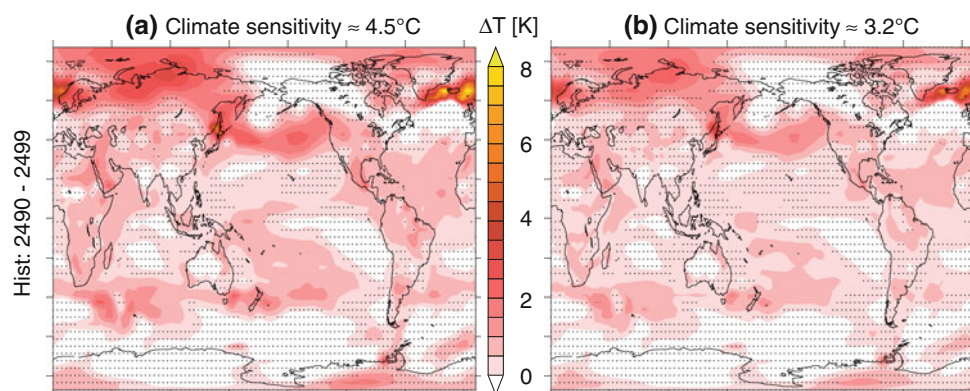 (a) Climate sensitivity ≈ 4.5°C
ΔT [K]
(b) Climate sensitivity ≈ 3.2°C
Hist. 2490 - 2499
8
6
4
2
0